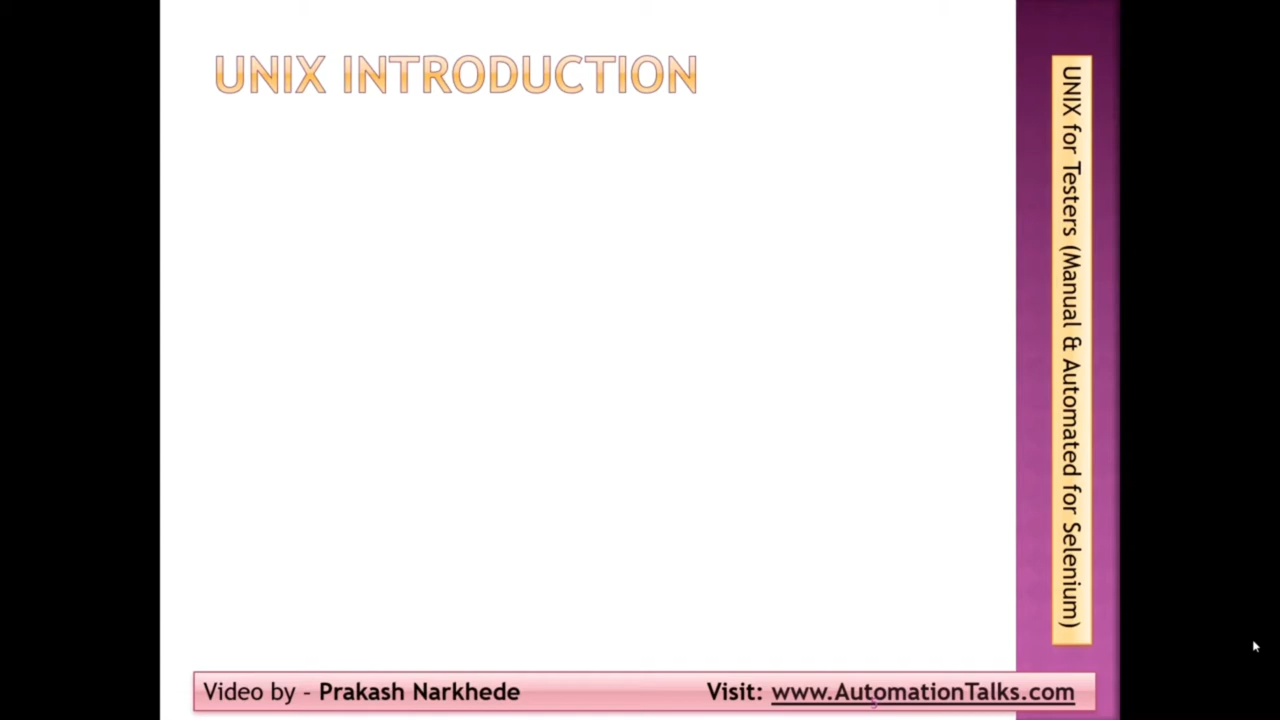 UNIX INTRODUCTION
UNIX for Testers (Manual & Automated for Selenium)
Video by - Prakash Narkhede
Visit: www.AutomationTalks.com